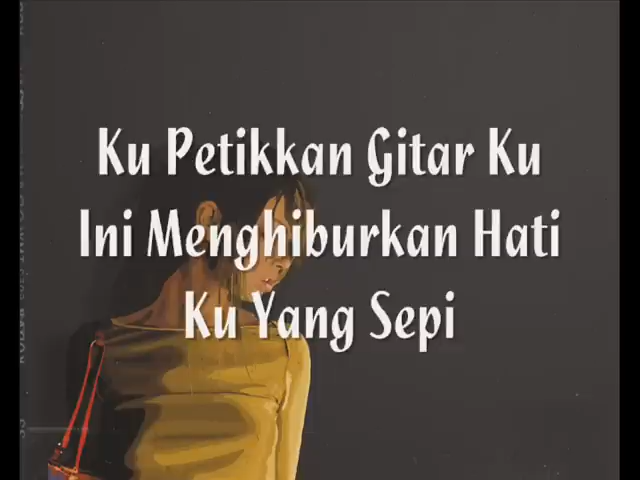 Ku Petikkan Gitar Ku
Ini Menghiburkan Hati
Ku Yang Sepi